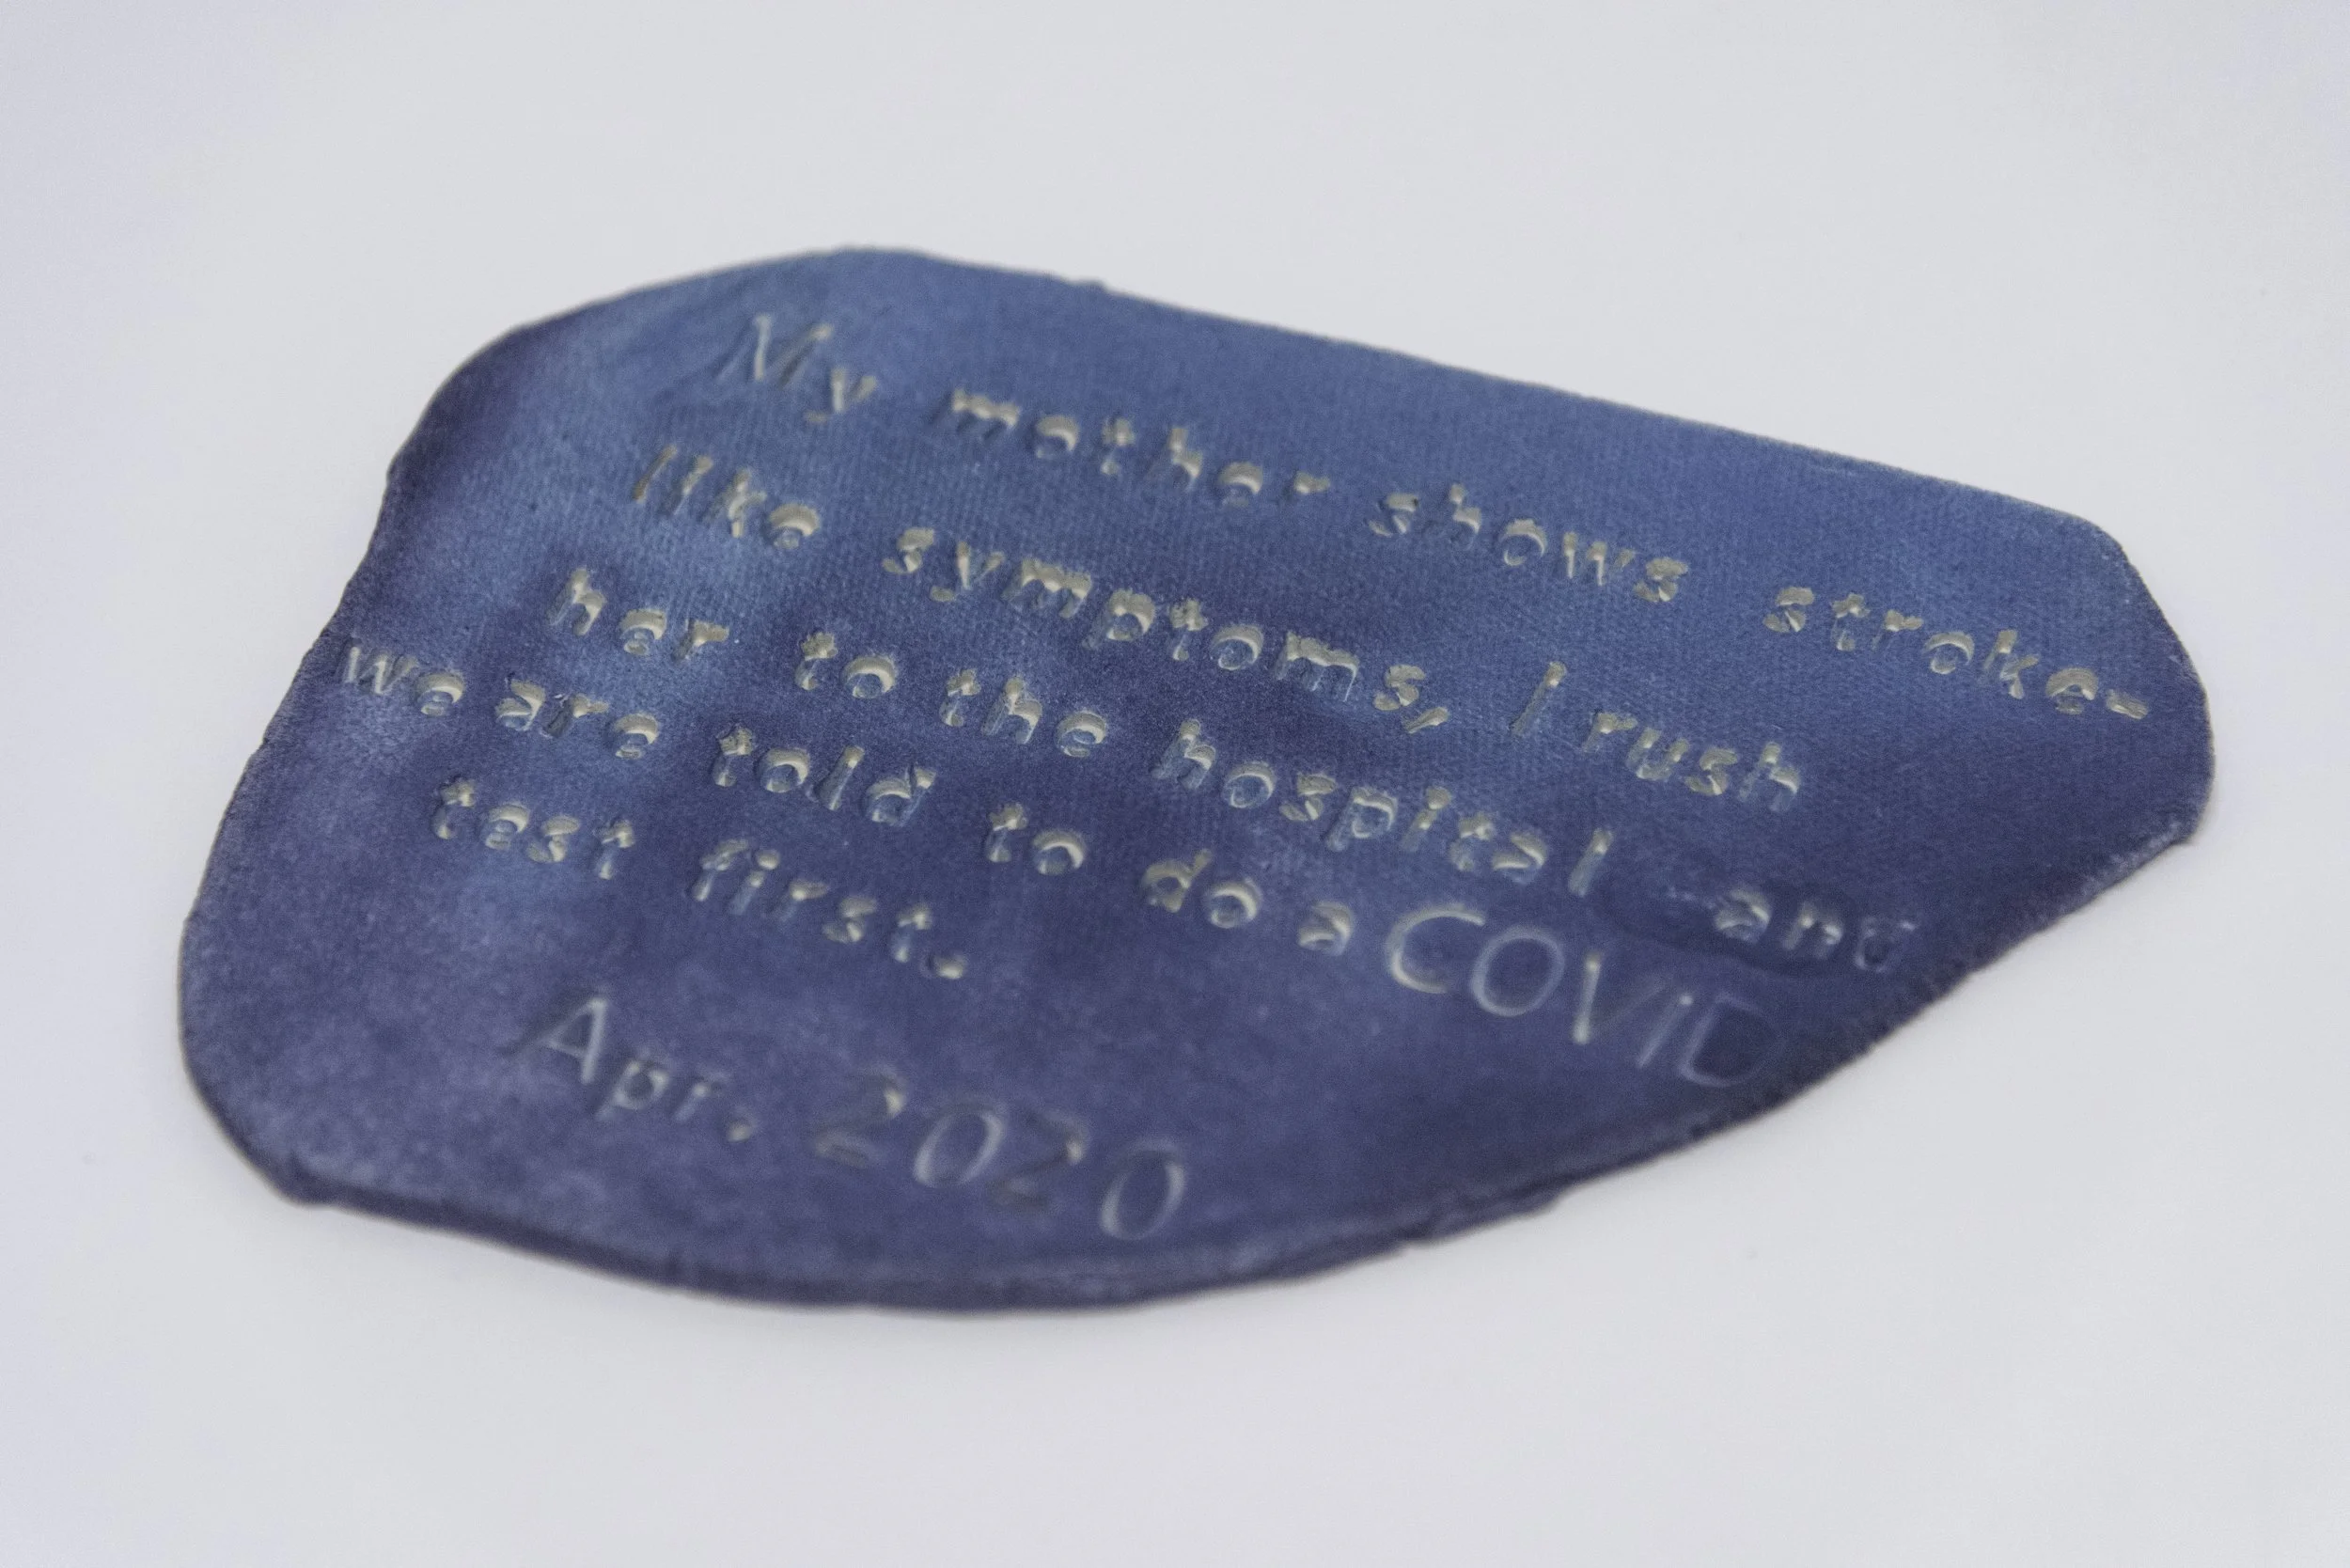 My mother shows stroke-
like symptoms, I rush
her to the hospital and
we are told to do a COViD
test first.
Apr. 2020